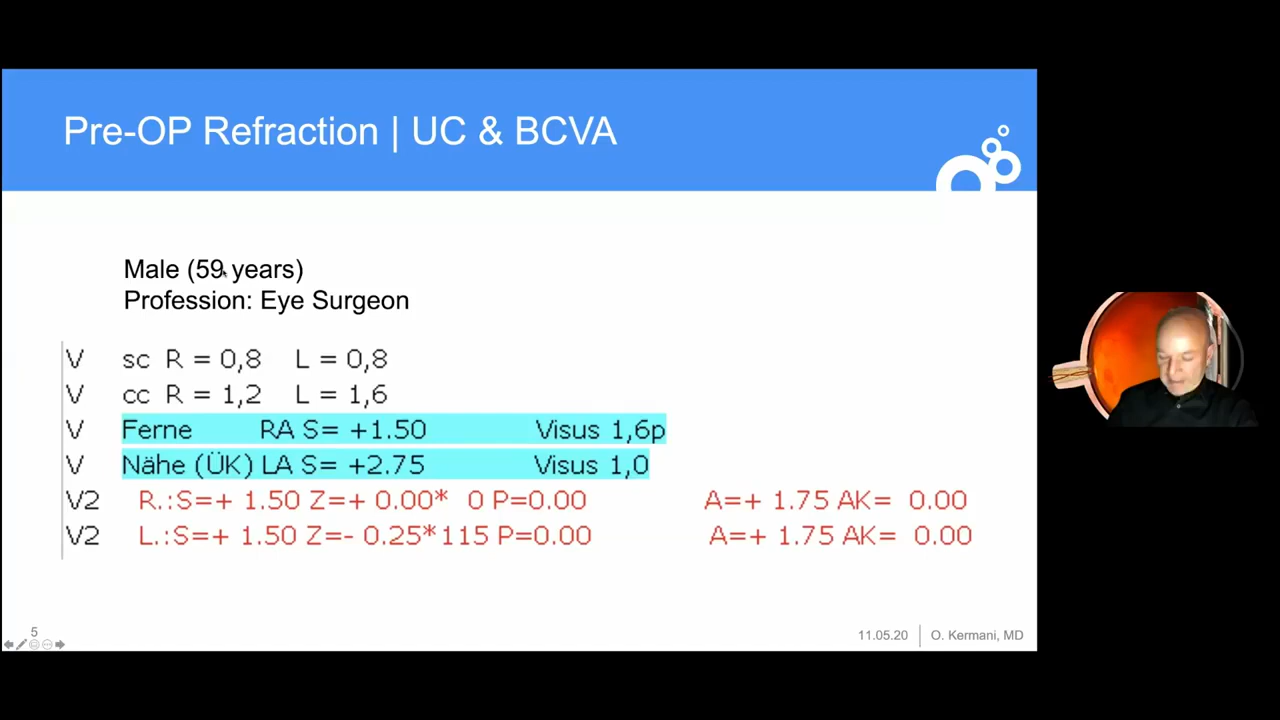 Pre-OP Refraction | UC & BCVA
Male (59 years)
Profession: Eye Surgeon
V sc R = 0,8 L = 0,8
V cc R = 1,2 L = 1,6
V Ferne RA S= +1.50 Visus 1,6p
V Nähe (ÜK) LA S= +2.75 Visus 1,0
V2 R.:S=+ 1.50 Z=+ 0.00* 0 P=0.00 A=+ 1.75 AK= 0.00
V2 L.:S=+ 1.50 Z=- 0.25*115 P=0.00 A=+ 1.75 AK= 0.00
5
11.05.20 | O. Kermani, MD